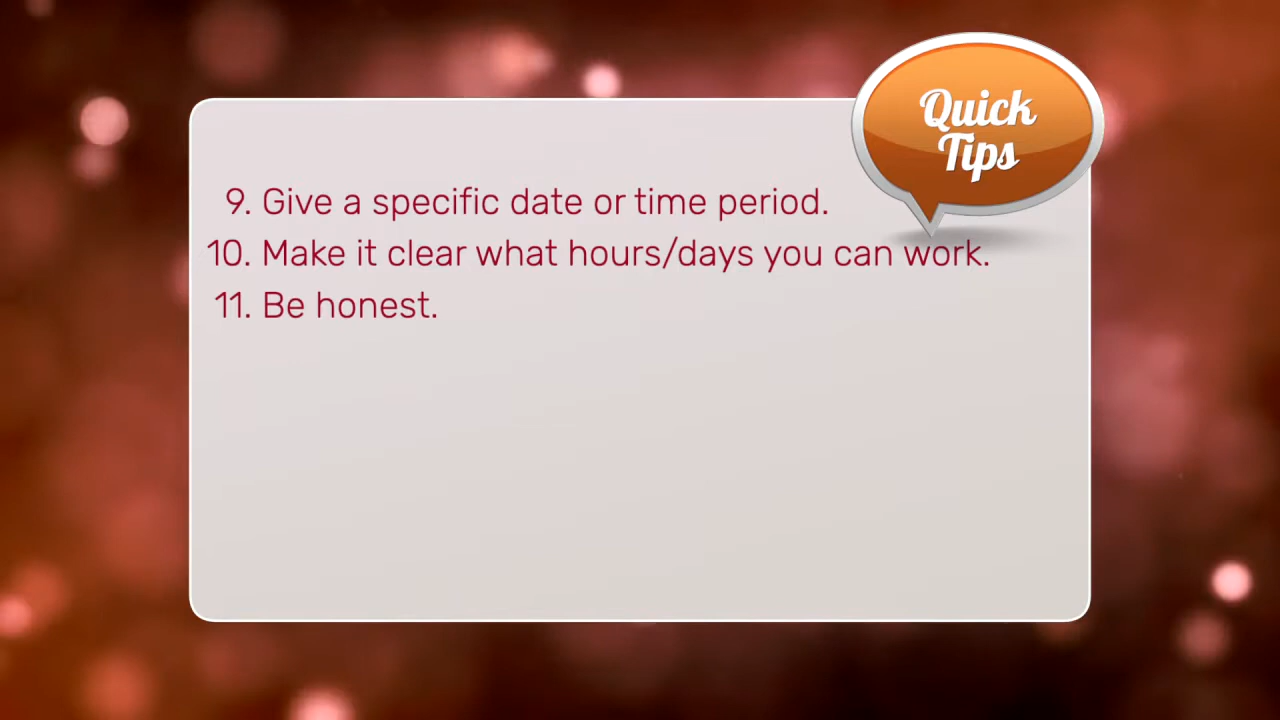 Quick
Tips
9. Give a specific date or time period.
10. Make it clear what hours/days you can work.
11. Be honest.